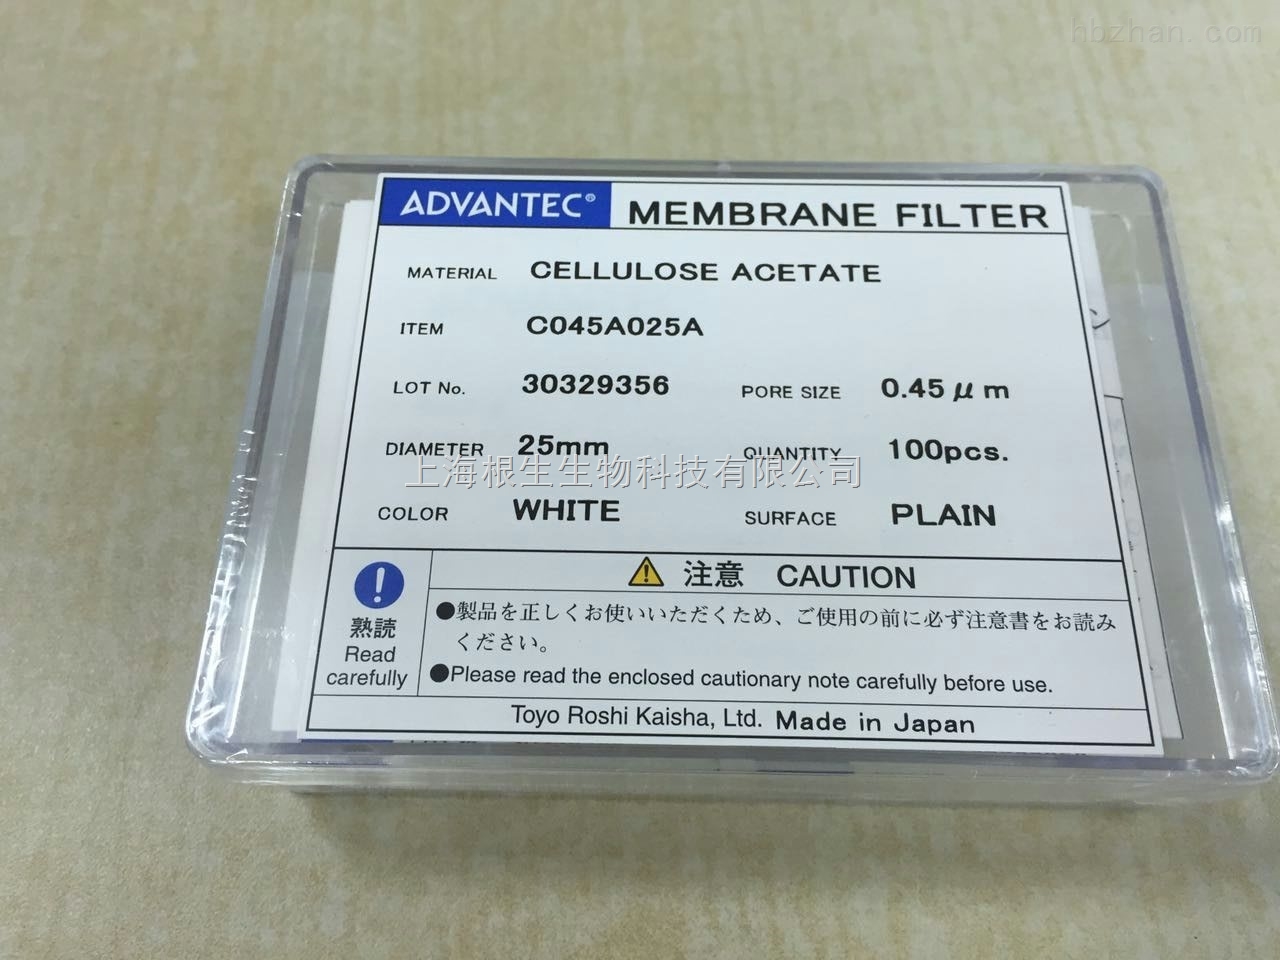 hbzhan.com
ADVANTEC® MEMBRANE FILTER
MATERIAL CELLULOSE ACETATE
ITEM C045A025A
LOT No. 30329356 PORE SIZE 0.45μm
DIAMETER 25mm QUANTITY 100pcs.
上海根生生物科技有限公司
COLOR WHITE SURFACE PLAIN
注意 CAUTION
熟読
Read
carefully
●製品を正しくお使いいただくため、ご使用の前に必ず注意書をお読み
ください。
●Please read the enclosed cautionary note carefully before use.
Toyo Roshi Kaisha, Ltd. Made in Japan